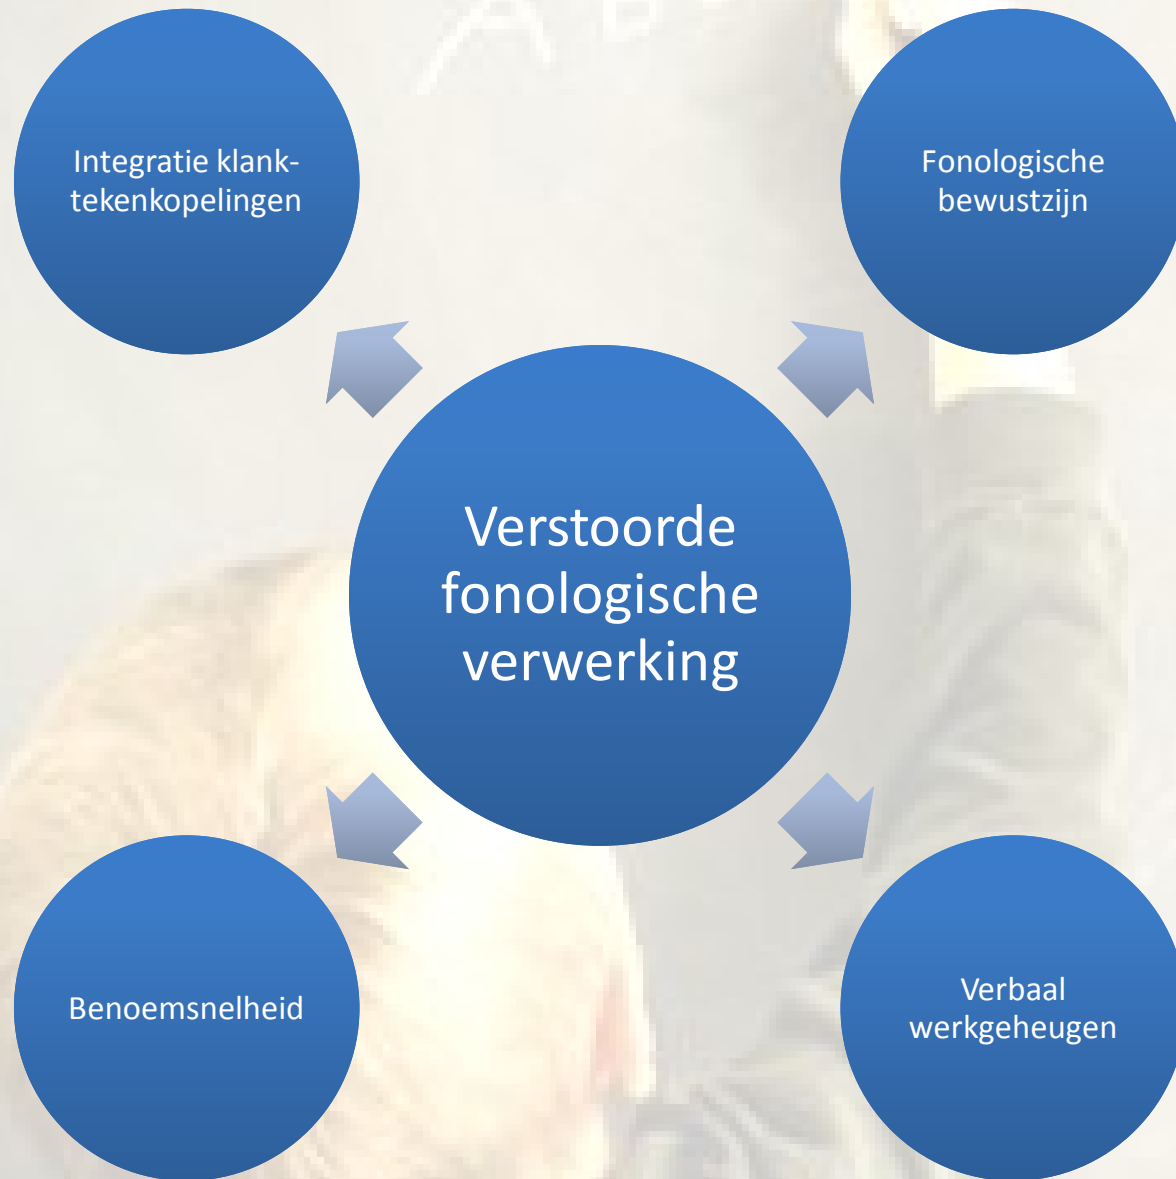 Integratie klank-
tekenkopelingen
Fonologische
bewustzijn
Verstoorde
fonologische
verwerking
Benoemsnelheid
Verbaal
werkgeheugen